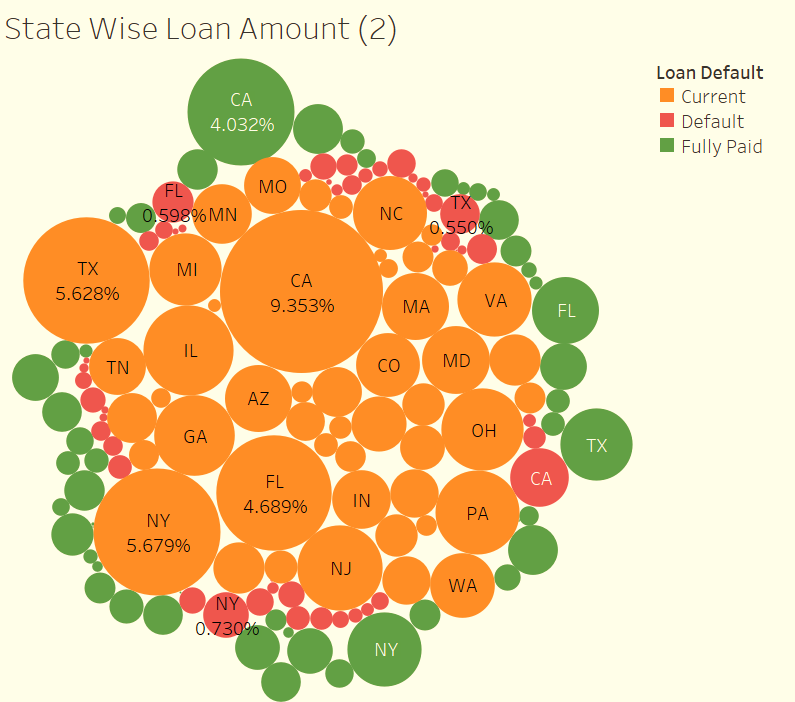 State Wise Loan Amount (2)
Loan Default
Current
Default
Fully Paid
CA
4.032%
MO
FL
0.598%
MN
NC
TX
0.550%
TX
5.628%
MI
CA
9.353%
MA
VA
FL
IL
TN
CO
MD
AZ
GA
OH
TX
FL
4.689%
IN
CA
PA
NY
5.679%
NJ
WA
NY
0.730%
NY